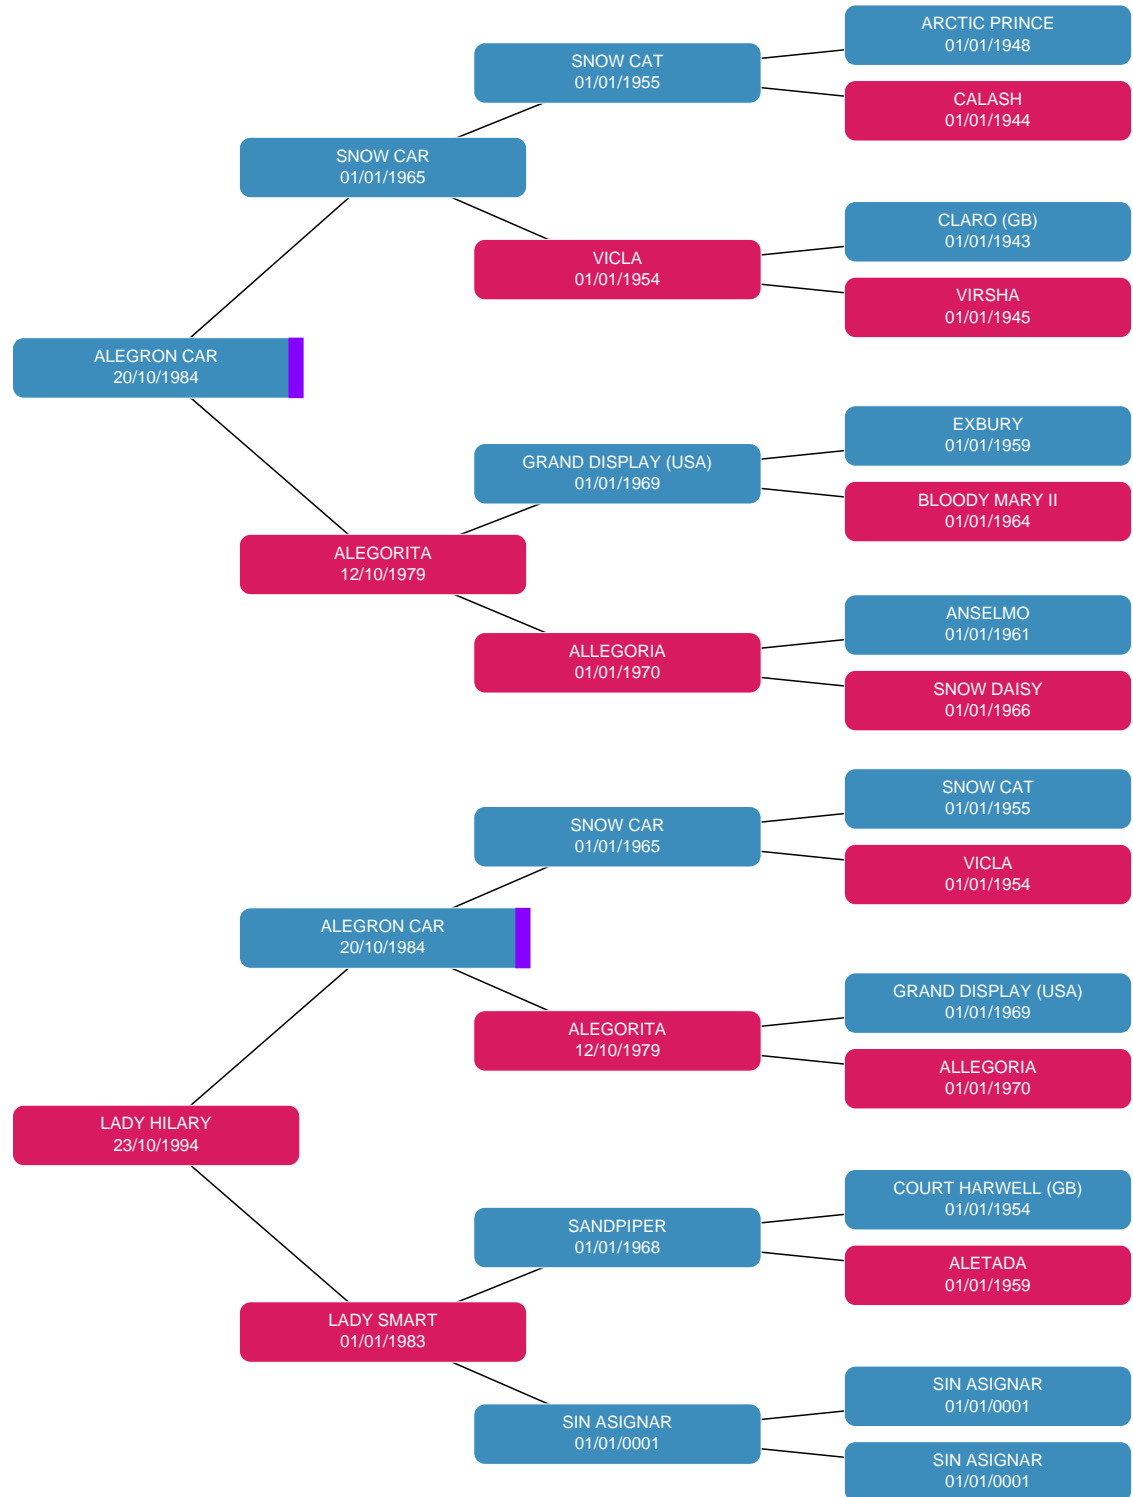 ARCTIC PRINCE
01/01/1948
SNOW CAT
01/01/1955
CALASH
01/01/1944
SNOW CAR
01/01/1965
CLARO (GB)
01/01/1943
VICLA
01/01/1954
VIRSHA
01/01/1945
ALEGRON CAR
20/10/1984
EXBURY
01/01/1959
GRAND DISPLAY (USA)
01/01/1969
BLOODY MARY II
01/01/1964
ALEGORITA
12/10/1979
ANSELMO
01/01/1961
ALLEGORIA
01/01/1970
SNOW DAISY
01/01/1966
SNOW CAT
01/01/1955
SNOW CAR
01/01/1965
VICLA
01/01/1954
ALEGRON CAR
20/10/1984
GRAND DISPLAY (USA)
01/01/1969
ALEGORITA
12/10/1979
ALLEGORIA
01/01/1970
LADY HILARY
23/10/1994
COURT HARWELL (GB)
01/01/1954
SANDPIPER
01/01/1968
ALETADA
01/01/1959
LADY SMART
01/01/1983
SIN ASIGNAR
01/01/0001
SIN ASIGNAR
01/01/0001
SIN ASIGNAR
01/01/0001